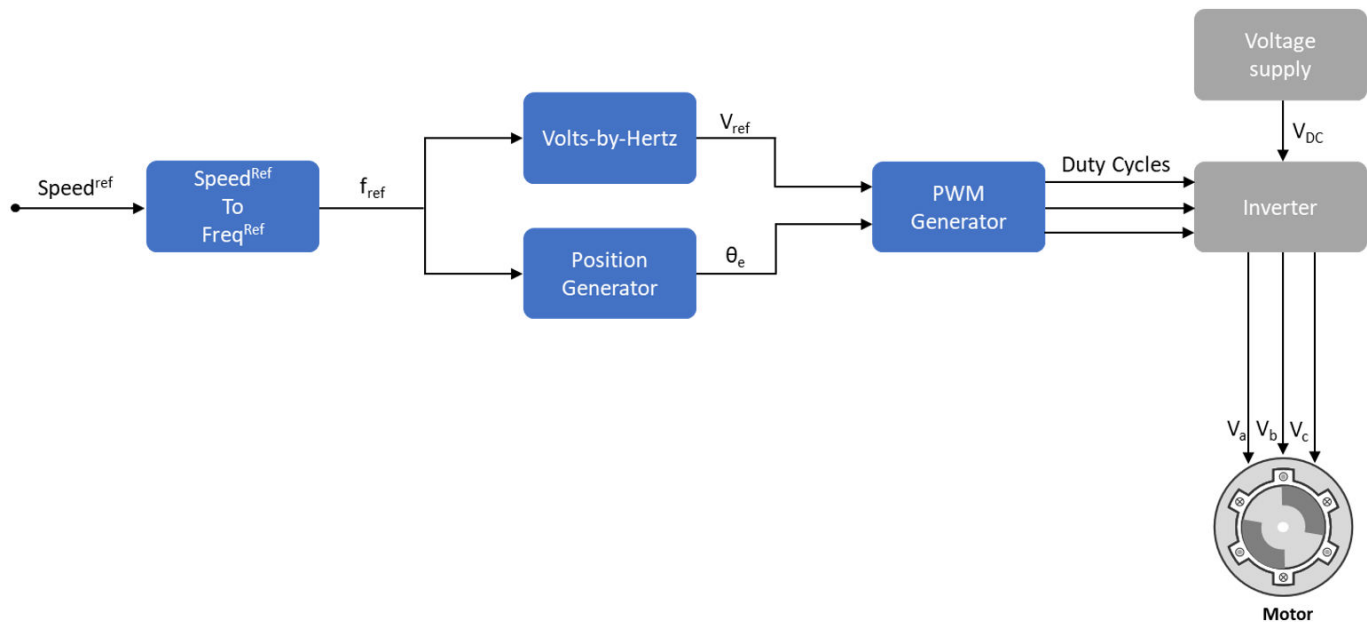 Voltage
supply
V_DC
Speed^ref
Speed^Ref
To
Freq^Ref
f_ref
Volts-by-Hertz
V_ref
Position
Generator
θ_e
PWM
Generator
Duty Cycles
Inverter
V_a V_b V_c
Motor